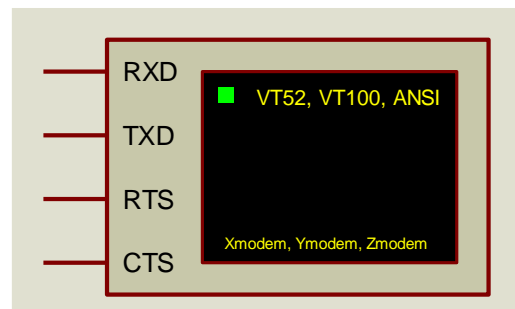 RXD
VT52, VT100, ANSI
TXD
RTS
Xmodem, Ymodem, Zmodem
CTS